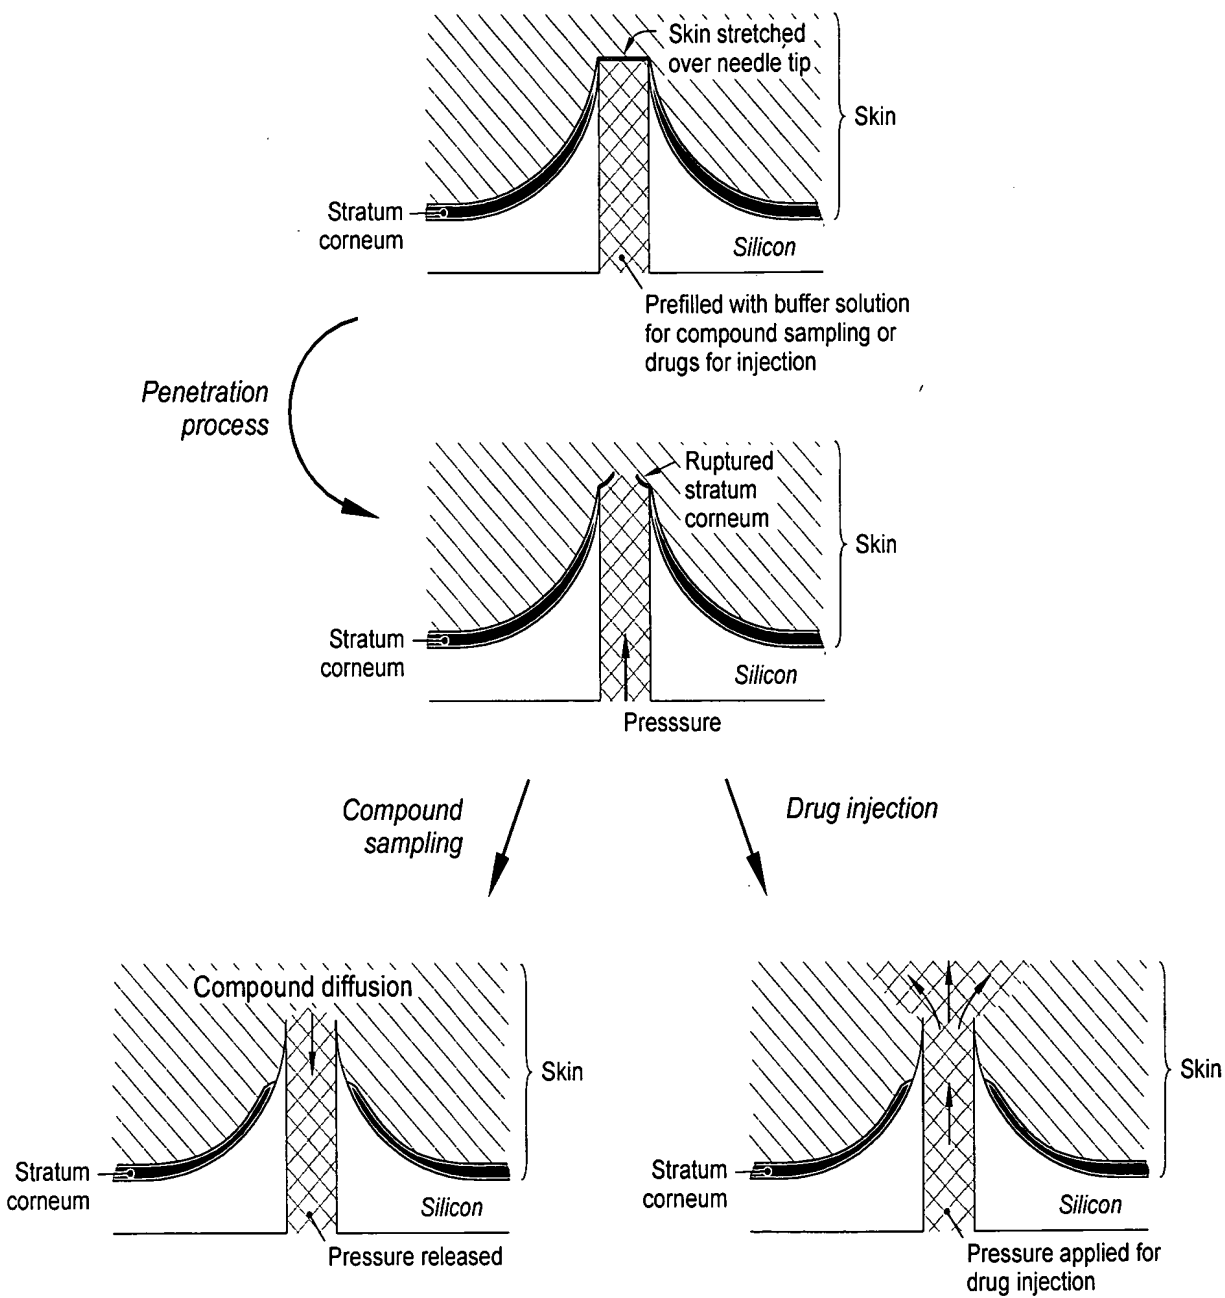 Skin stretched
over needle tip
Skin
Stratum
corneum
Silicon
Prefilled with buffer solution
for compound sampling or
drugs for injection
Penetration
process
Ruptured
stratum
corneum
Skin
Stratum
corneum
Silicon
Presssure
Compound
sampling
Drug injection
Compound diffusion
Skin
Stratum
corneum
Silicon
Pressure released
Skin
Stratum
corneum
Silicon
Pressure applied for
drug injection